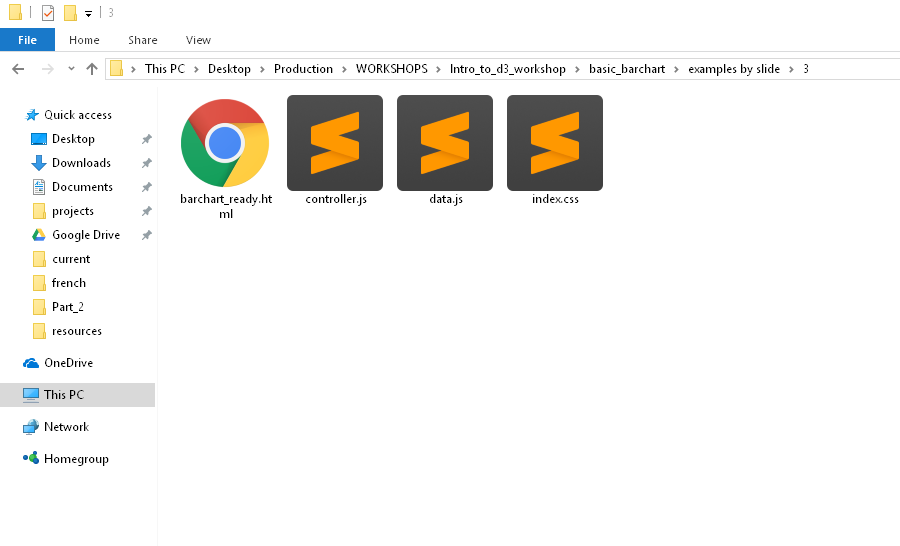 3
File Home Share View
This PC Desktop Production WORKSHOPS Intro_to_d3_workshop basic_barchart examples by slide 3
Quick access
Desktop
Downloads
Documents
projects
Google Drive
current
french
Part_2
resources
OneDrive
This PC
Network
Homegroup
barchart_ready.ht
ml
controller.js
data.js
index.css